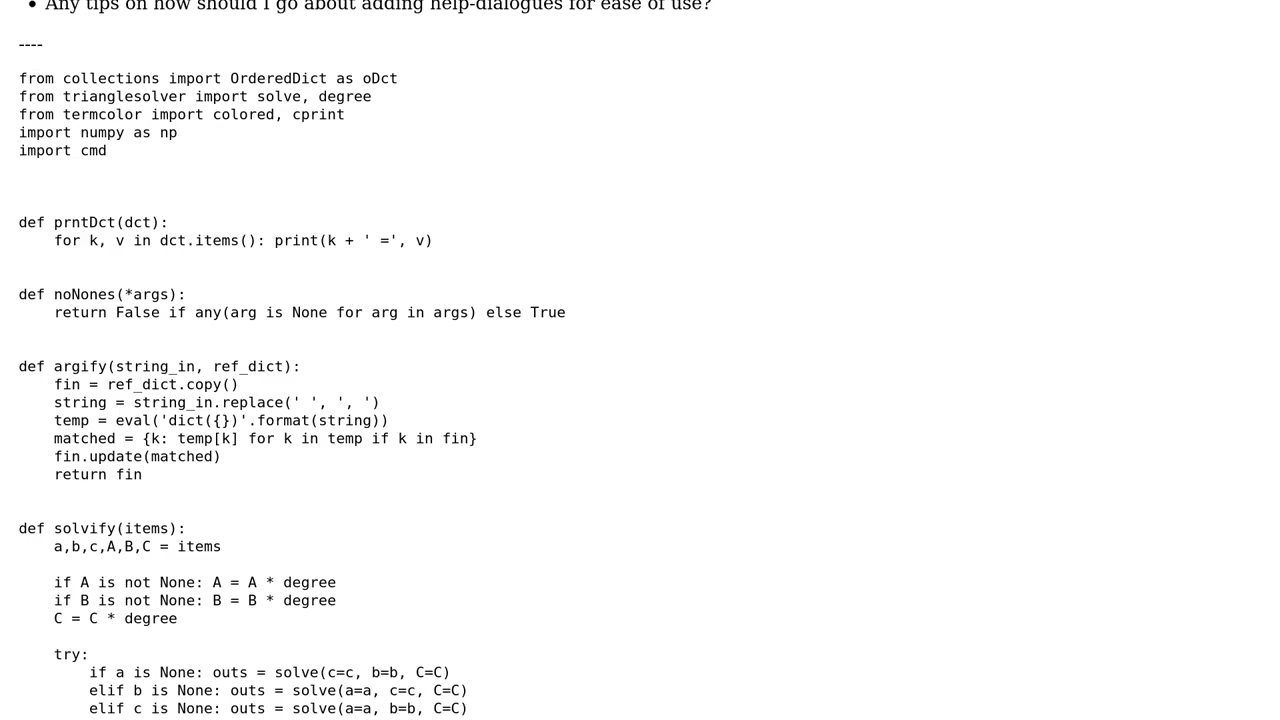 • Any tips on how should I go about adding help-dialogues for ease of use?
----
from collections import OrderedDict as oDct
from trianglesolver import solve, degree
from termcolor import colored, cprint
import numpy as np
import cmd
def prntDct(dct):
    for k, v in dct.items(): print(k + ' =', v)
def noNones(*args):
    return False if any(arg is None for arg in args) else True
def argify(string_in, ref_dict):
    fin = ref_dict.copy()
    string = string_in.replace(' ', ', ')
    temp = eval('dict({})'.format(string))
    matched = {k: temp[k] for k in temp if k in fin}
    fin.update(matched)
    return fin
def solvify(items):
    a,b,c,A,B,C = items
    if A is not None: A = A * degree
    if B is not None: B = B * degree
    C = C * degree
    try:
        if a is None: outs = solve(c=c, b=b, C=C)
        elif b is None: outs = solve(a=a, c=c, C=C)
        elif c is None: outs = solve(a=a, b=b, C=C)